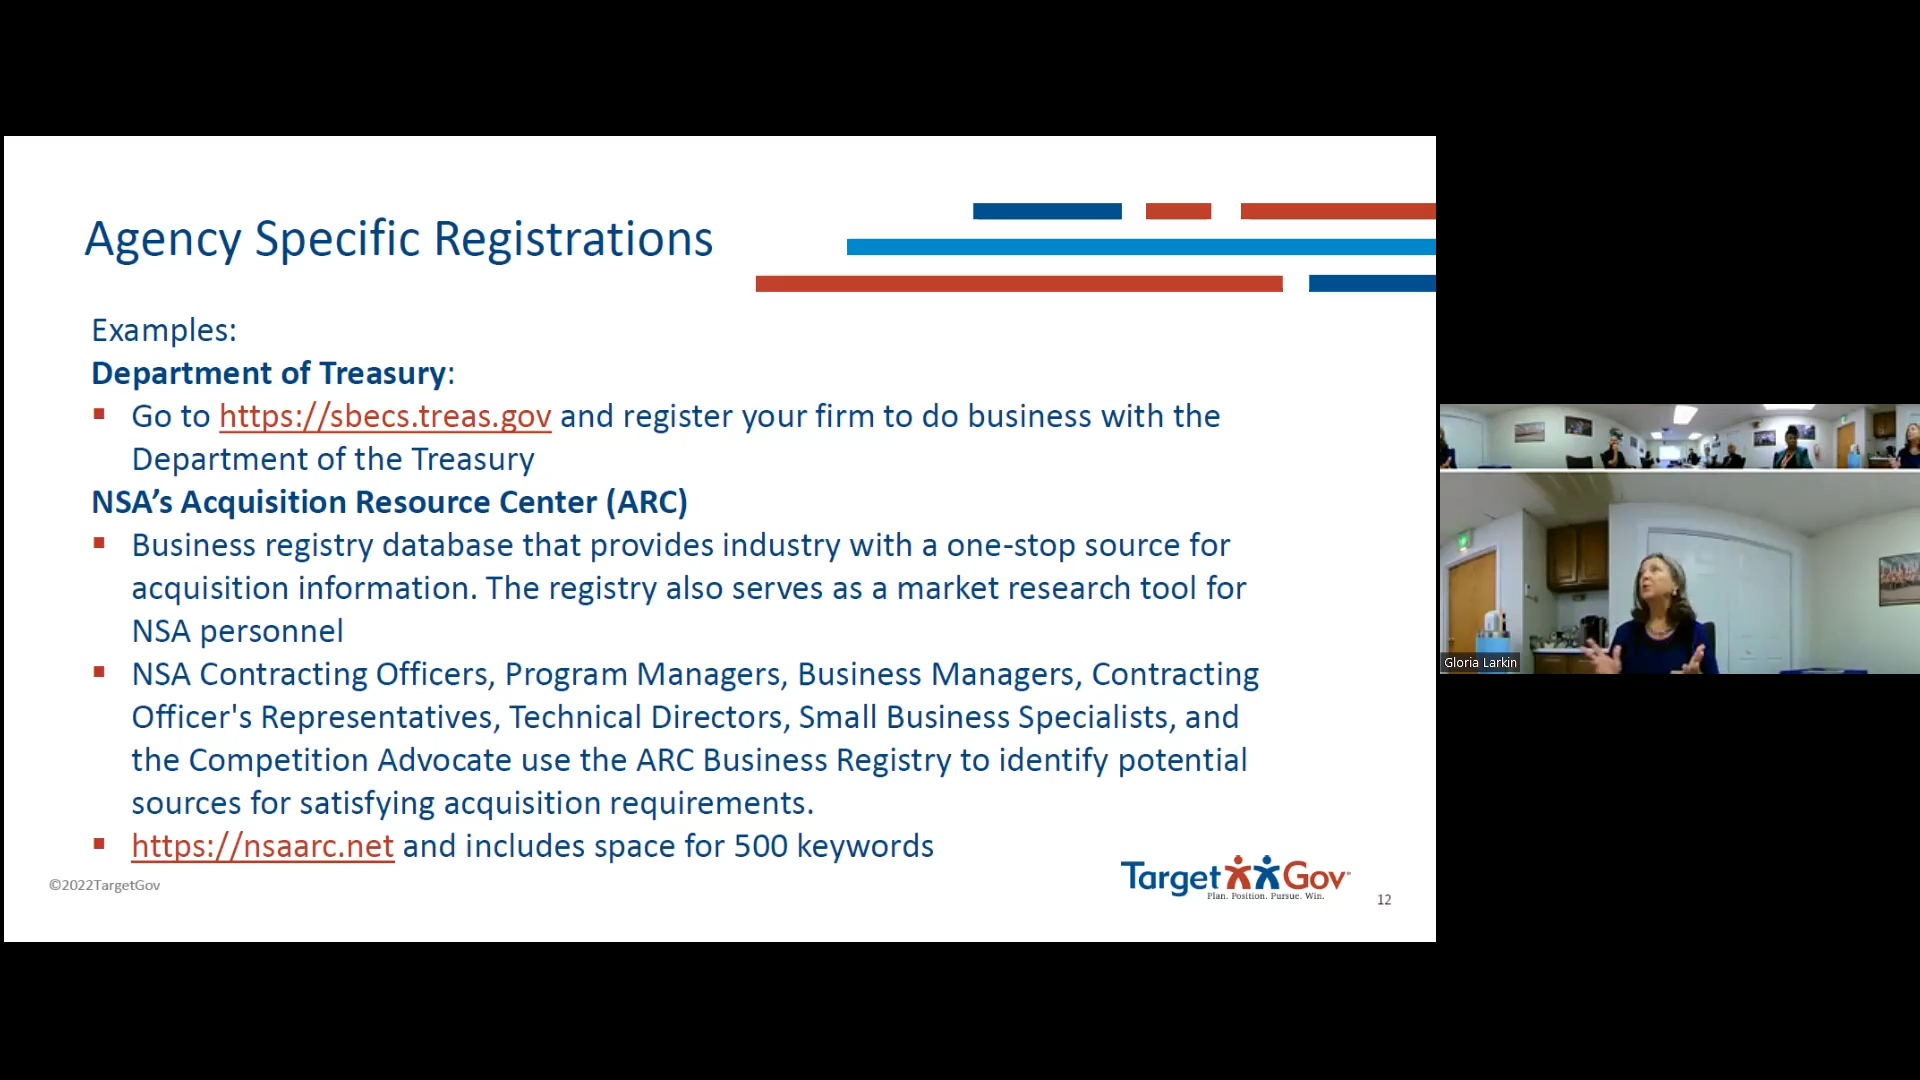 Agency Specific Registrations
Examples:
Department of Treasury:
Go to https://sbecs.treas.gov and register your firm to do business with the
Department of the Treasury
NSA’s Acquisition Resource Center (ARC)
Business registry database that provides industry with a one-stop source for
acquisition information. The registry also serves as a market research tool for
NSA personnel
NSA Contracting Officers, Program Managers, Business Managers, Contracting
Officer's Representatives, Technical Directors, Small Business Specialists, and
the Competition Advocate use the ARC Business Registry to identify potential
sources for satisfying acquisition requirements.
https://nsaarc.net and includes space for 500 keywords
©2022TargetGov
TargetGov
Plan. Position. Pursue. Win.
12
Gloria Larkin